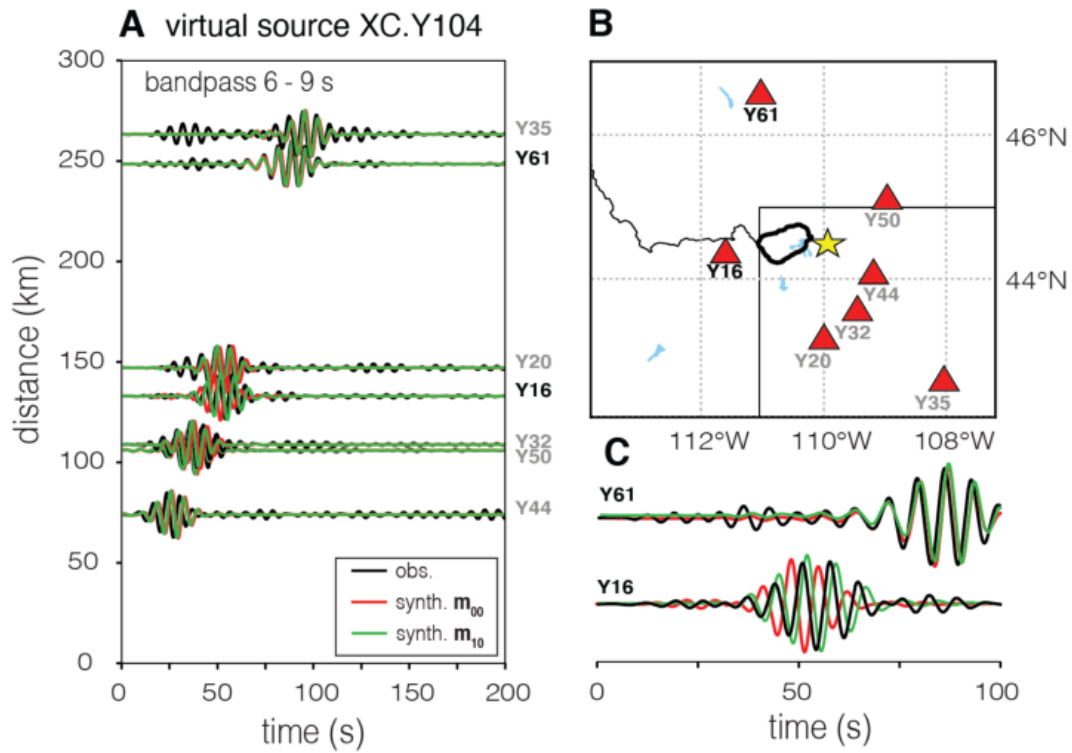 A virtual source XC.Y104
bandpass 6 - 9 s
300
250
200
150
100
50
0
distance (km)
Y35
Y61
Y20
Y16
Y32
Y50
Y44
obs.
synth. m00
synth. m10
0 50 100 150 200
time (s)
B
Y61
46°N
Y50
Y16
44°N
Y44
Y32
Y20
Y35
112°W 110°W 108°W
C
Y61
Y16
0 50 100
time (s)